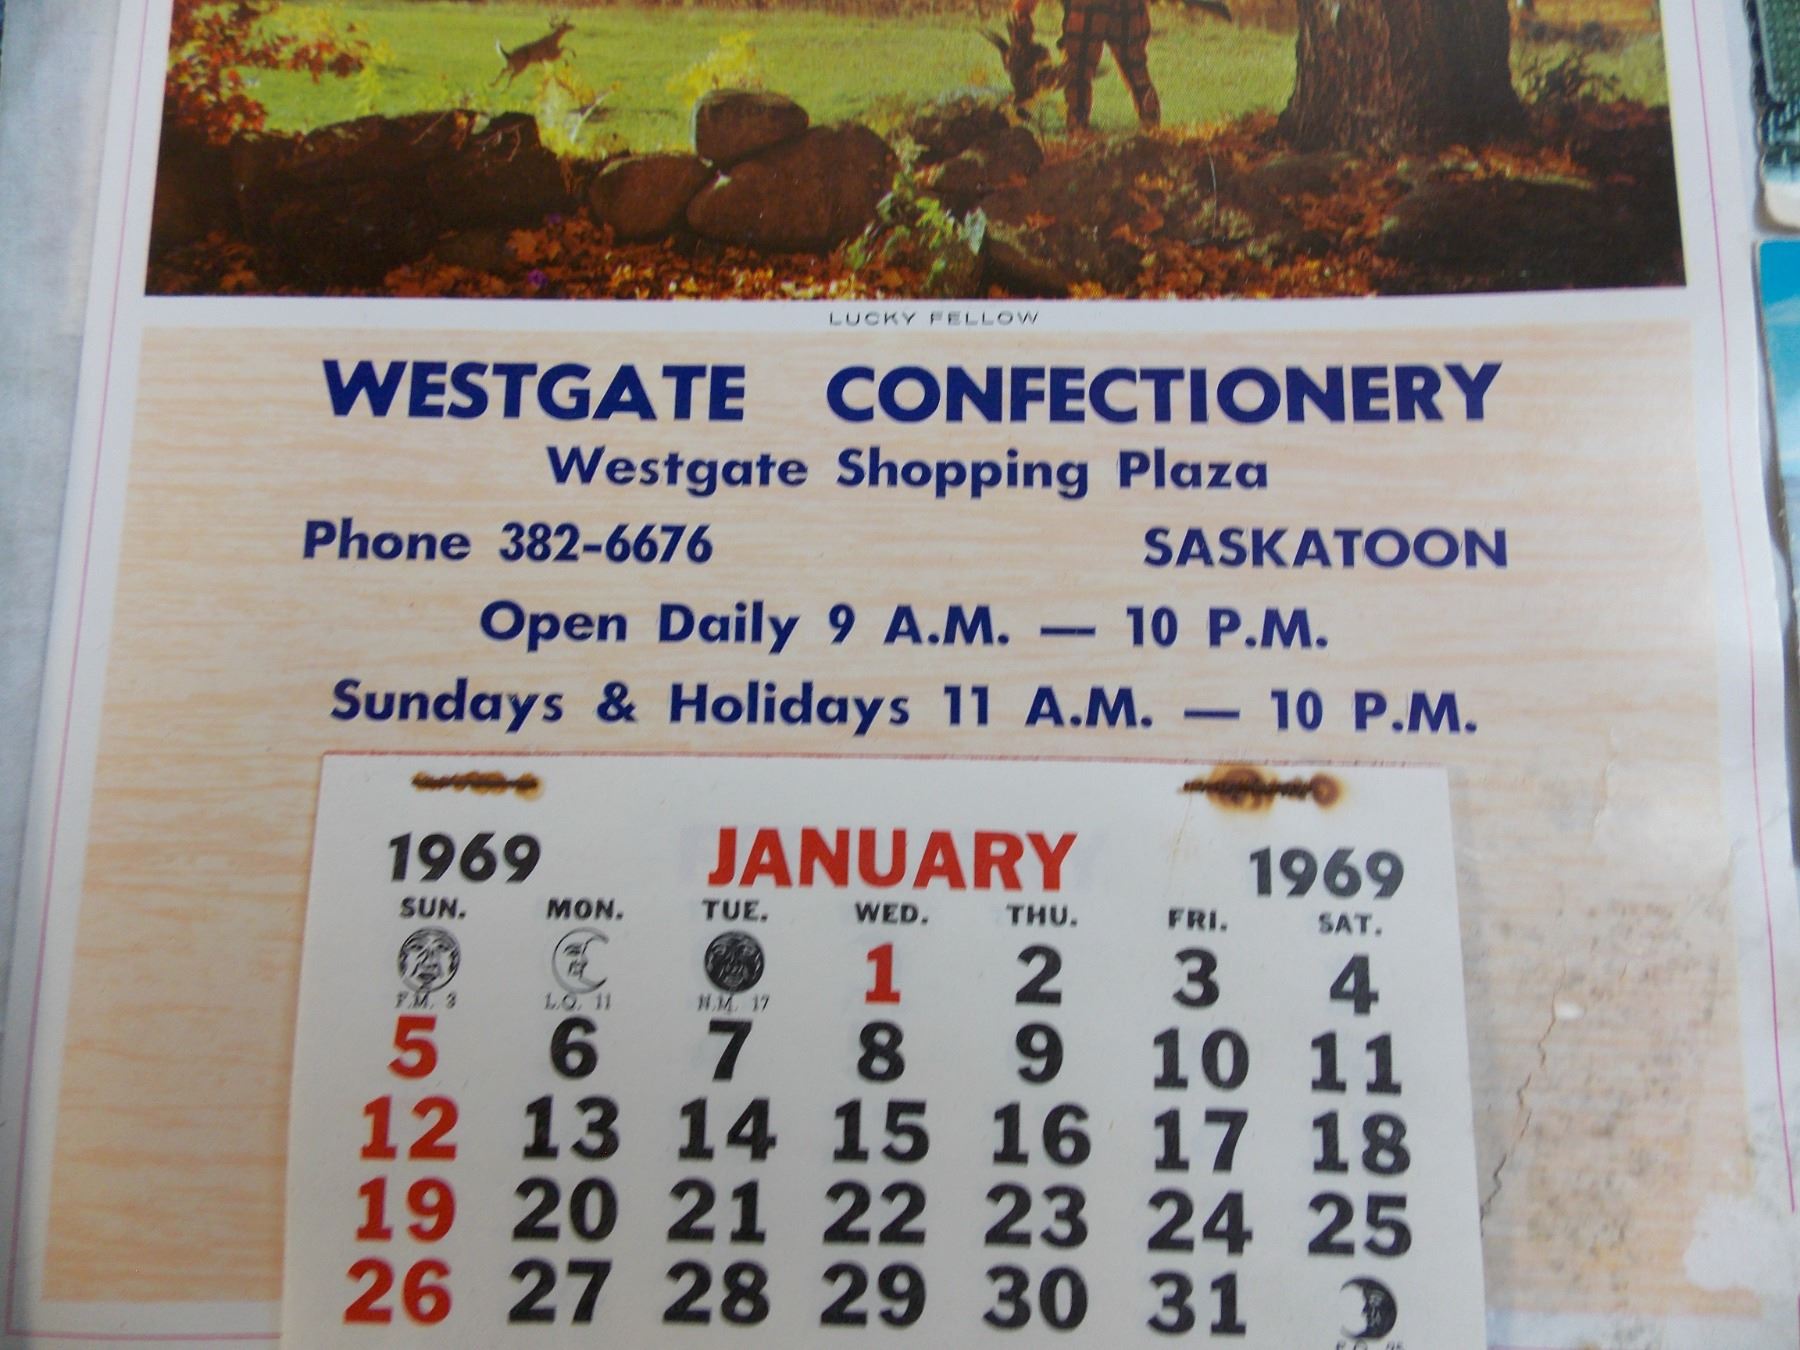 LUCKY FELLOW
WESTGATE CONFECTIONERY
Westgate Shopping Plaza
Phone 382-6676 SASKATOON
Open Daily 9 A.M. — 10 P.M.
Sundays & Holidays 11 A.M. — 10 P.M.
1969 JANUARY 1969
SUN. MON. TUE. WED. THU. FRI. SAT.
1 2 3 4
F.M. 3 L.Q. 11 N.M. 17
5 6 7 8 9 10 11
12 13 14 15 16 17 18
19 20 21 22 23 24 25
26 27 28 29 30 31